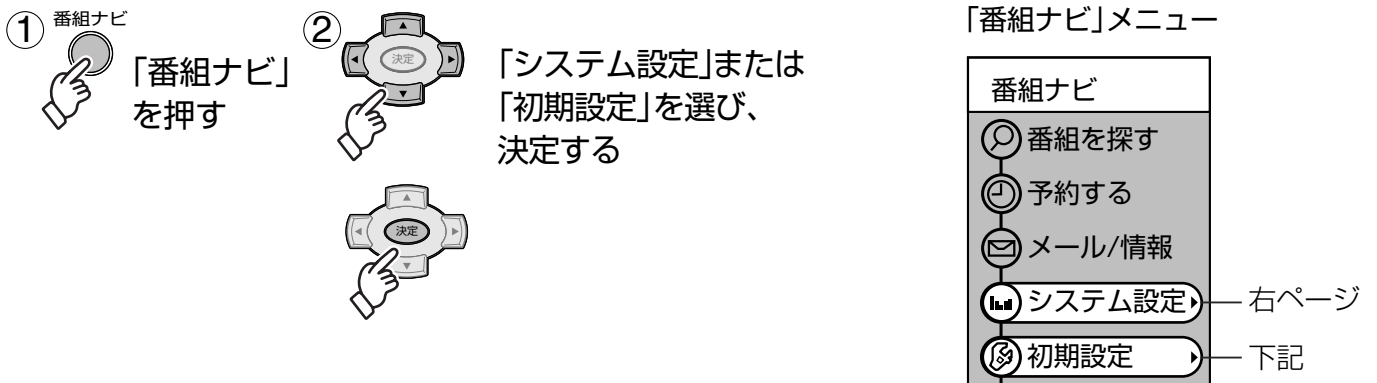 ① 番組ナビ
「番組ナビ」
を押す
②
決定
「システム設定」または
「初期設定」を選び、
決定する
決定
「番組ナビ」メニュー
番組ナビ
番組を探す
予約する
メール/情報
システム設定 右ページ
初期設定 下記